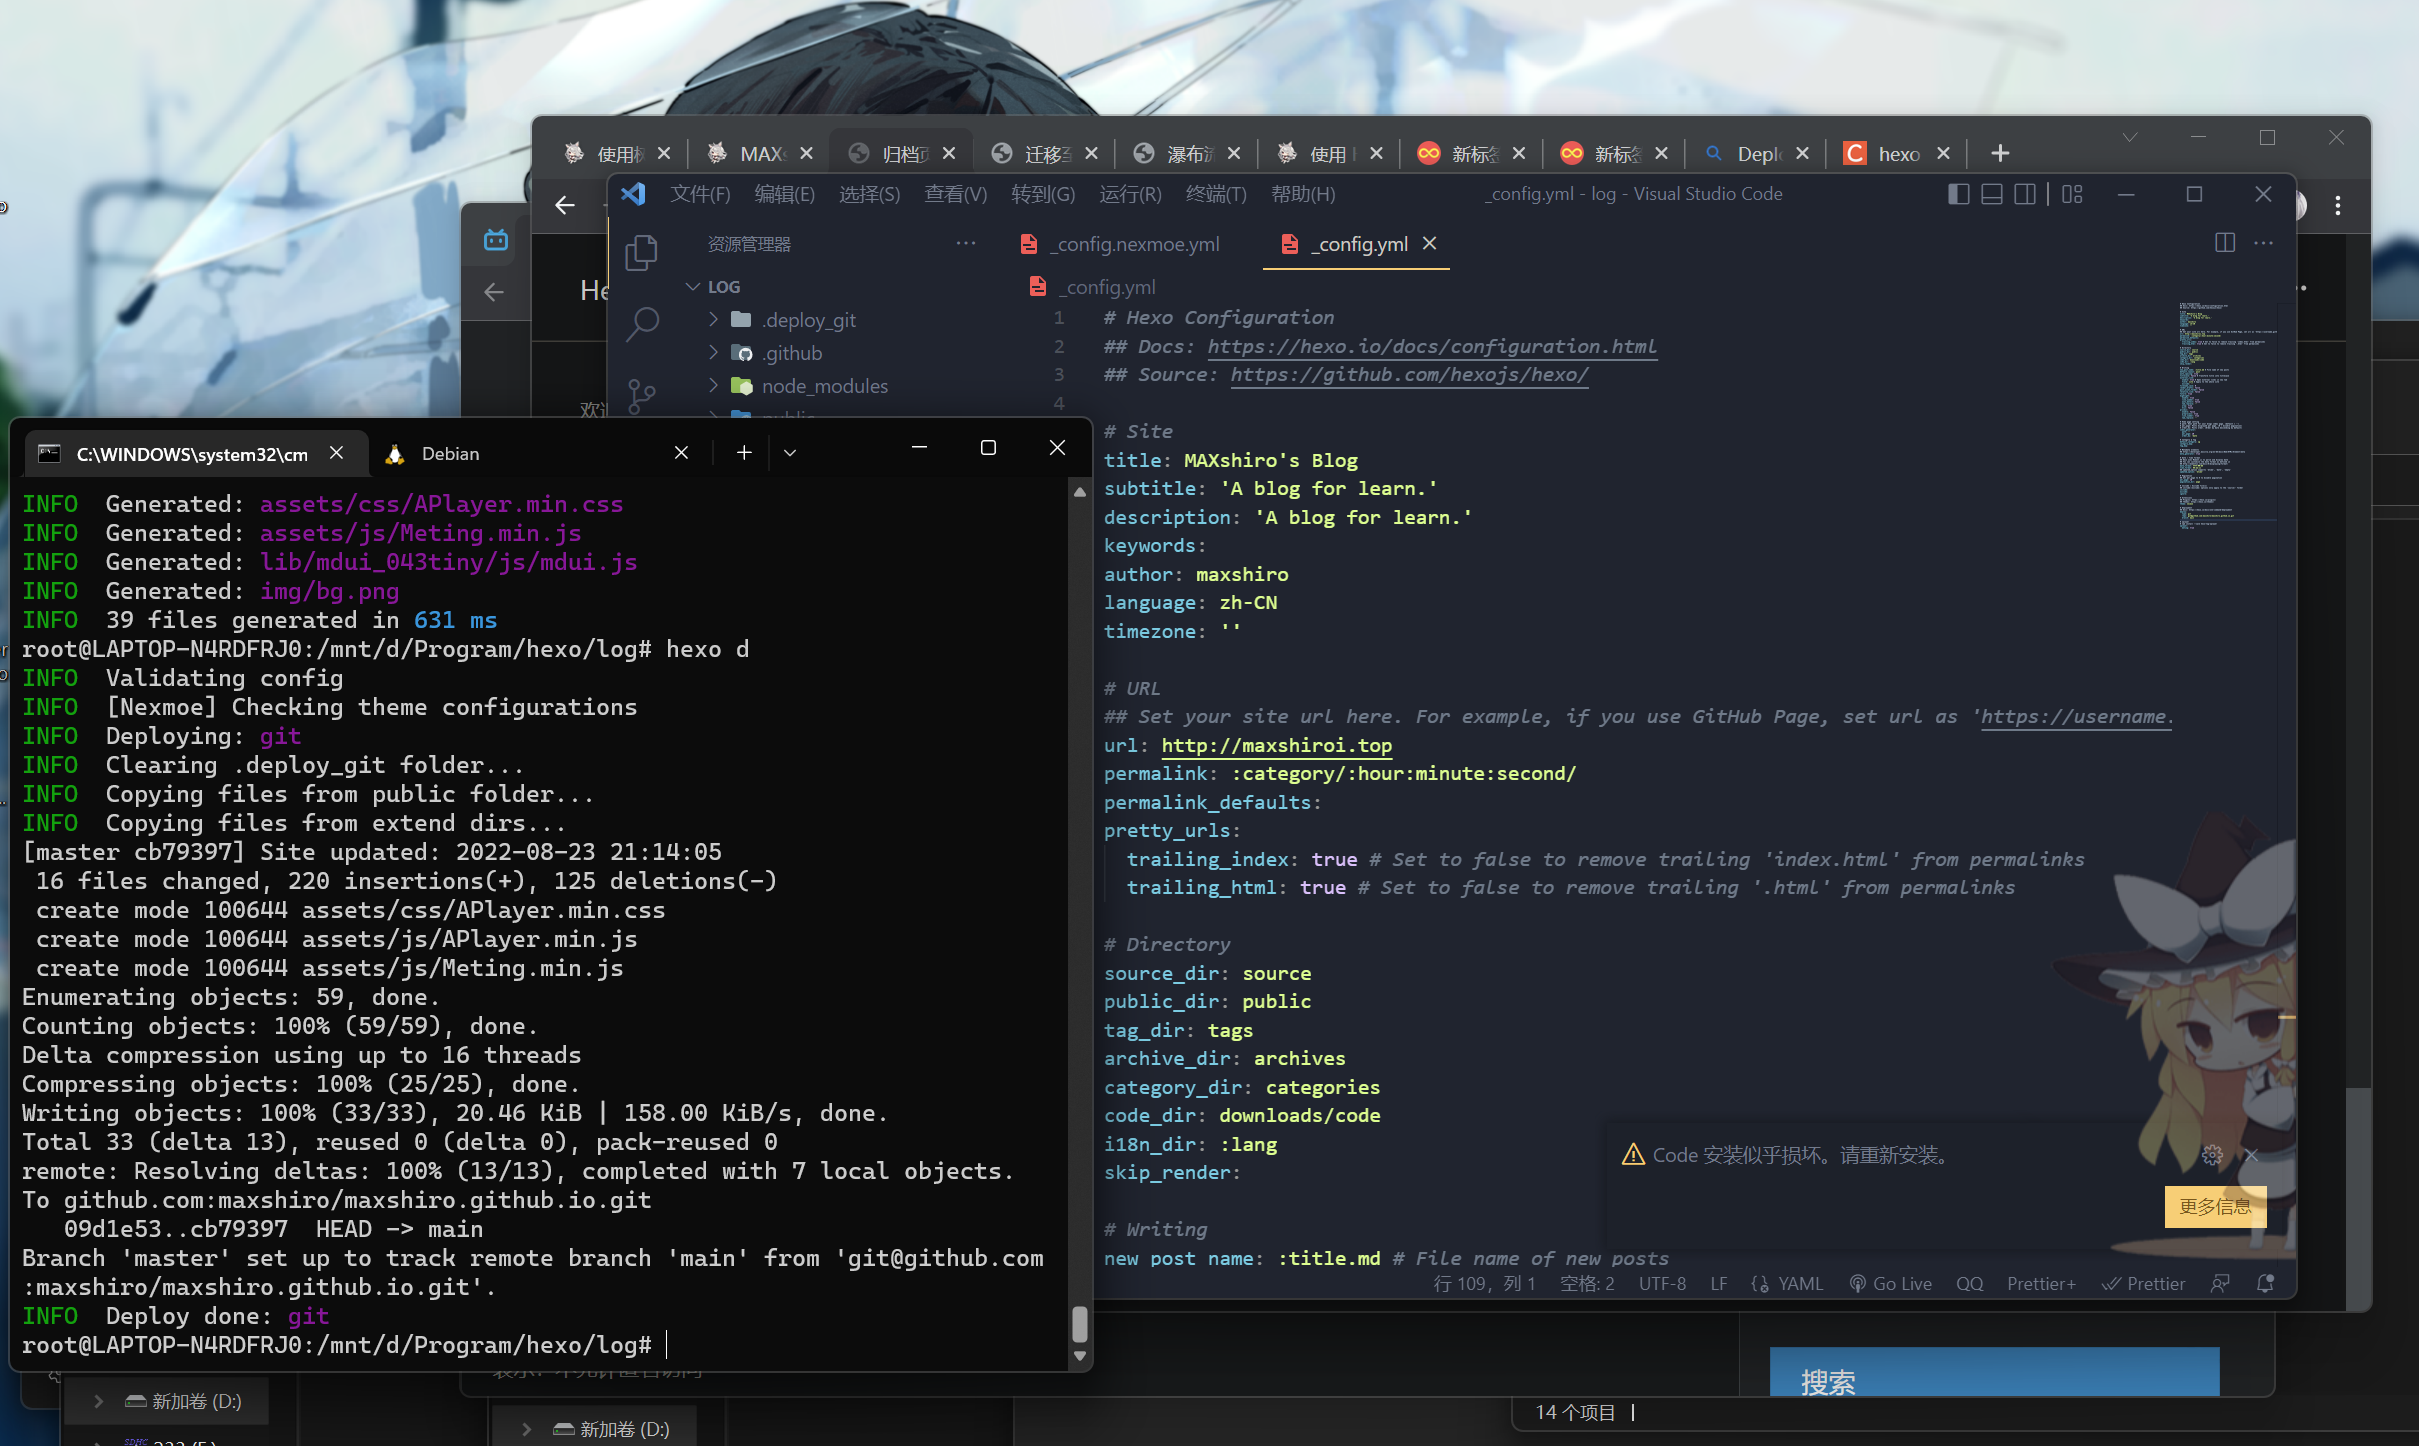 使用
MAXs
归档页
迁移至
瀑布流
使用
新标签
新标签
Deplo
hexo
文件(F) 编辑(E) 选择(S) 查看(V) 转到(G) 运行(R) 终端(T) 帮助(H)
_config.yml - log - Visual Studio Code
资源管理器
_config.nexmoe.yml
_config.yml
He
LOG
_config.yml
.deploy_git
.github
node_modules
public
欢迎
1 # Hexo Configuration
2 ## Docs: https://hexo.io/docs/configuration.html
3 ## Source: https://github.com/hexojs/hexo/
4
# Site
title: MAXshiro's Blog
subtitle: 'A blog for learn.'
description: 'A blog for learn.'
keywords:
author: maxshiro
language: zh-CN
timezone: ''
# URL
## Set your site url here. For example, if you use GitHub Page, set url as 'https://username.
url: http://maxshiroi.top
permalink: :category/:hour:minute:second/
permalink_defaults:
pretty_urls:
trailing_index: true # Set to false to remove trailing 'index.html' from permalinks
trailing_html: true # Set to false to remove trailing '.html' from permalinks
# Directory
source_dir: source
public_dir: public
tag_dir: tags
archive_dir: archives
category_dir: categories
code_dir: downloads/code
i18n_dir: :lang
skip_render:
# Writing
new_post_name: :title.md # File name of new posts
Code 安装似乎损坏。请重新安装。
更多信息
行 109，列 1 空格: 2 UTF-8 LF YAML Go Live QQ Prettier+ Prettier
C:\WINDOWS\system32\cm
Debian
INFO Generated: assets/css/APlayer.min.css
INFO Generated: assets/js/Meting.min.js
INFO Generated: lib/mdui_043tiny/js/mdui.js
INFO Generated: img/bg.png
INFO 39 files generated in 631 ms
root@LAPTOP-N4RDFRJ0:/mnt/d/Program/hexo/log# hexo d
INFO Validating config
INFO [Nexmoe] Checking theme configurations
INFO Deploying: git
INFO Clearing .deploy_git folder...
INFO Copying files from public folder...
INFO Copying files from extend dirs...
[master cb79397] Site updated: 2022-08-23 21:14:05
16 files changed, 220 insertions(+), 125 deletions(-)
create mode 100644 assets/css/APlayer.min.css
create mode 100644 assets/js/APlayer.min.js
create mode 100644 assets/js/Meting.min.js
Enumerating objects: 59, done.
Counting objects: 100% (59/59), done.
Delta compression using up to 16 threads
Compressing objects: 100% (25/25), done.
Writing objects: 100% (33/33), 20.46 KiB | 158.00 KiB/s, done.
Total 33 (delta 13), reused 0 (delta 0), pack-reused 0
remote: Resolving deltas: 100% (13/13), completed with 7 local objects.
To github.com:maxshiro/maxshiro.github.io.git
09d1e53..cb79397 HEAD -> main
Branch 'master' set up to track remote branch 'main' from 'git@github.com
:maxshiro/maxshiro.github.io.git'.
INFO Deploy done: git
root@LAPTOP-N4RDFRJ0:/mnt/d/Program/hexo/log#
新加卷 (D:)
新加卷 (D:)
搜索
14 个项目